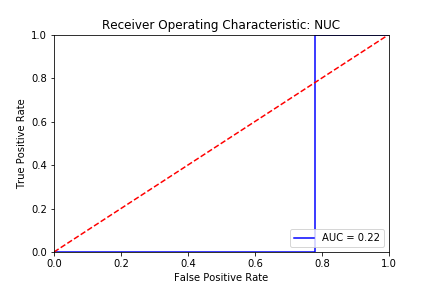 Receiver Operating Characteristic: NUC
1.0
0.8
0.6
0.4
0.2
0.0
True Positive Rate
AUC = 0.22
0.0 0.2 0.4 0.6 0.8 1.0
False Positive Rate